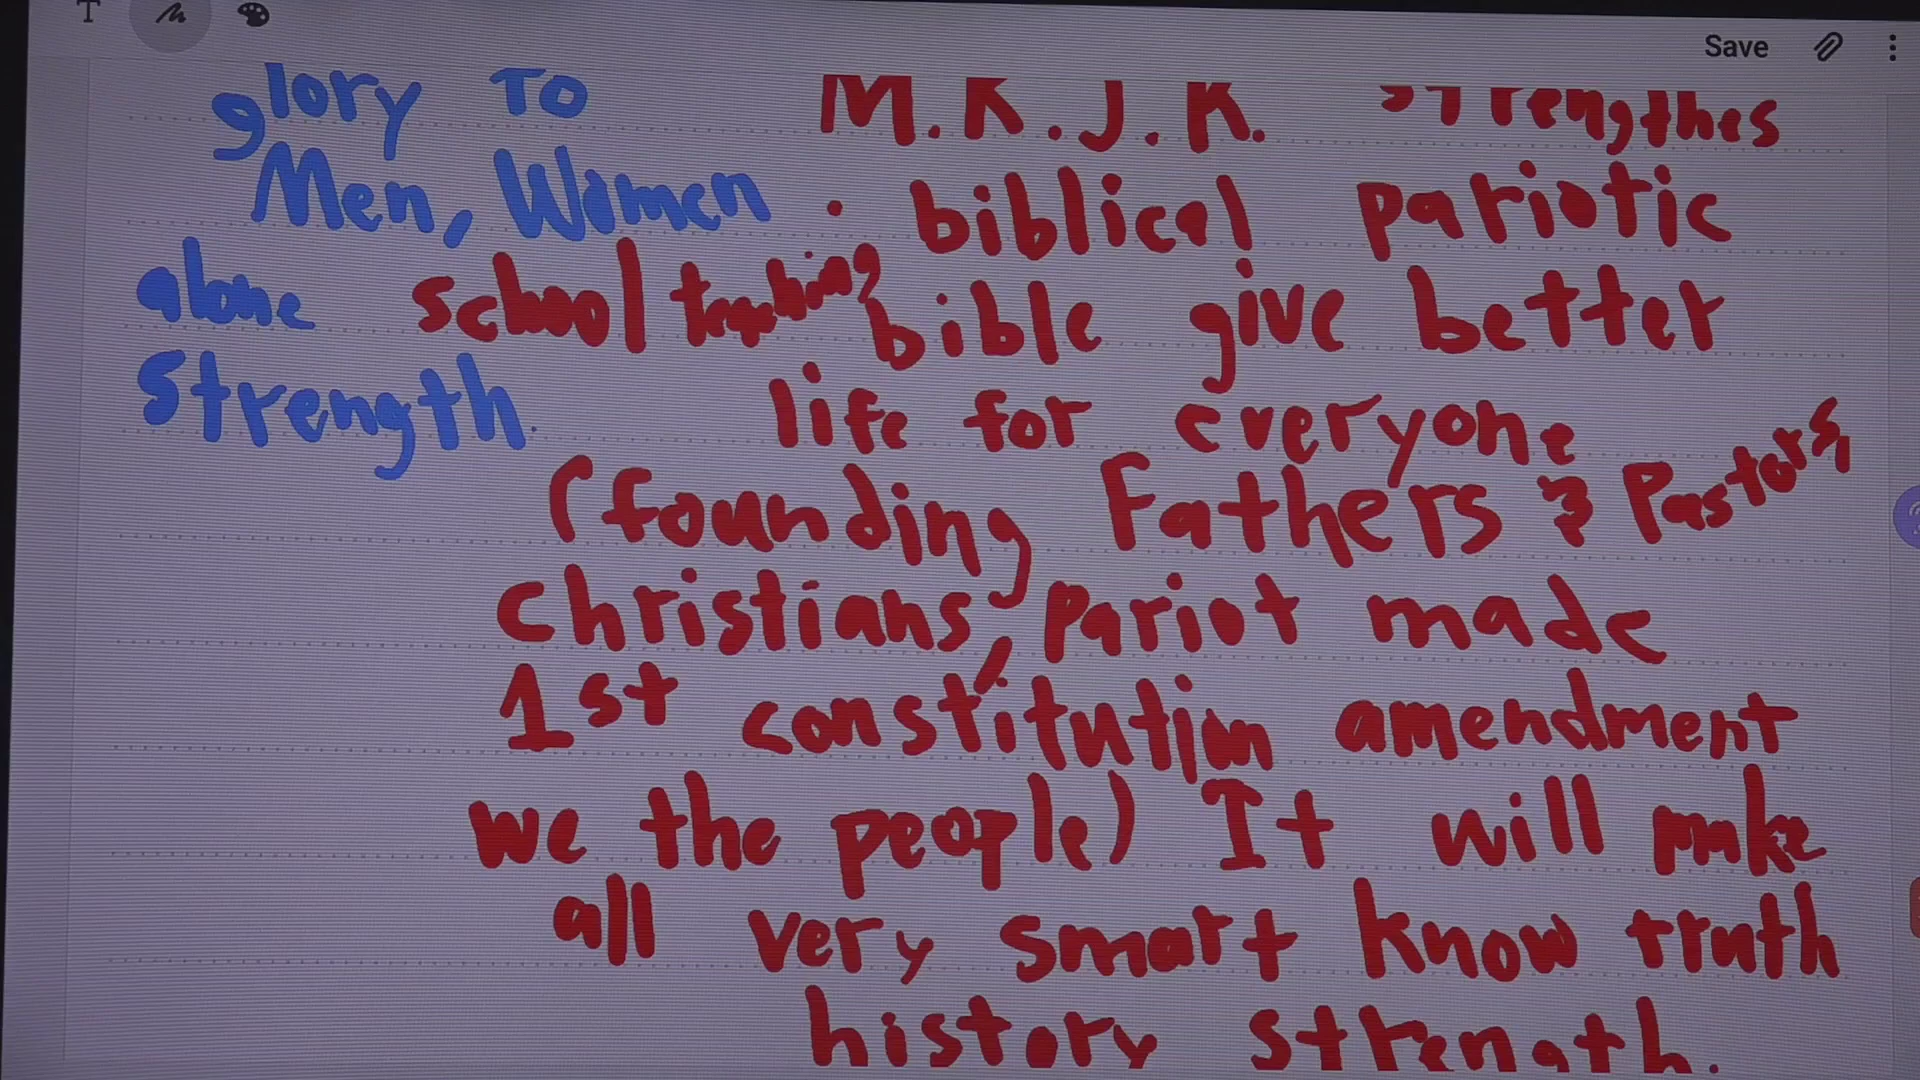 Save
glory To
Men, Women
alone
Strength.
M.K.J.K. strengthes
: biblical pariotic
school teaching bible give better
life for everyone
(founding Fathers & Pastors,
christians, pariot made
1st constitution amendment
we the people) It will make
all very smart know truth
history strength.